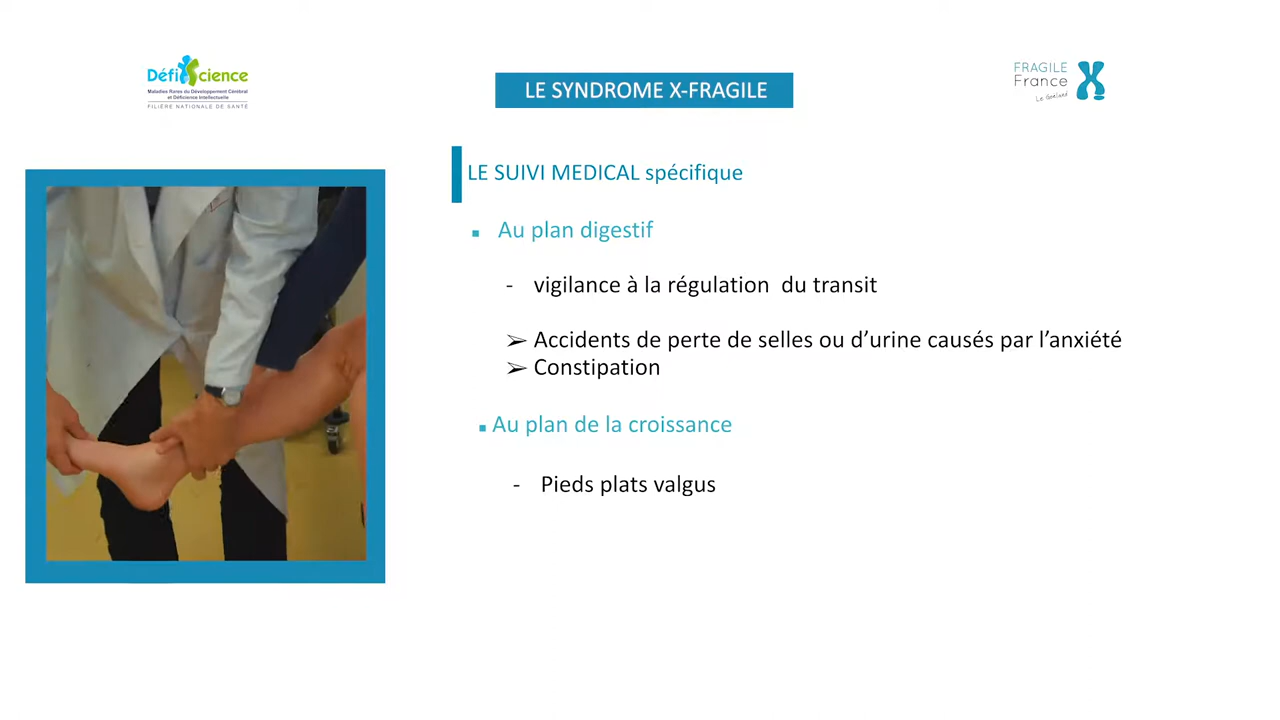 DéfiScience
Maladies Rares du Développement Cérébral
et Déficience Intellectuelle
FILIÈRE NATIONALE DE SANTÉ
LE SYNDROME X-FRAGILE
FRAGILE
France
Le Goéland
LE SUIVI MEDICAL spécifique
▪ Au plan digestif
- vigilance à la régulation du transit
➢ Accidents de perte de selles ou d’urine causés par l’anxiété
➢ Constipation
▪ Au plan de la croissance
- Pieds plats valgus